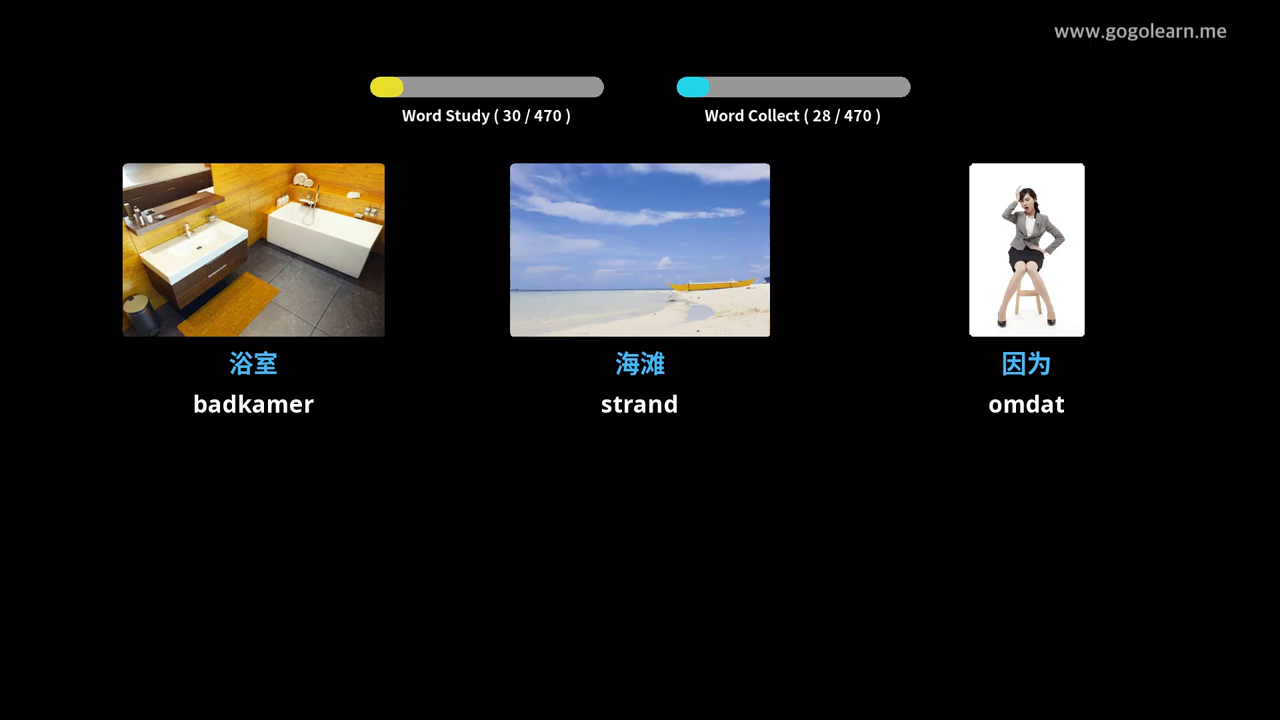 www.gogolearn.me
Word Study ( 30 / 470 )
Word Collect ( 28 / 470 )
浴室
海滩
因为
badkamer
strand
omdat